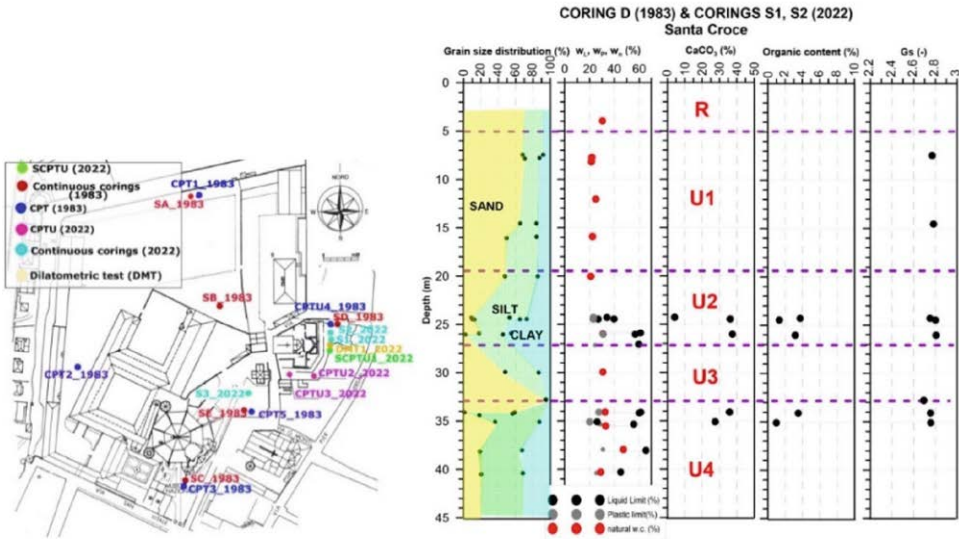 SCPTU (2022)
Continuous corings
(1983)
CPT (1983)
CPTU (2022)
Continuous corings (2022)
Dilatometric test (DMT)
CPT1_1983
SA_1983
NORD
SB_1983
CPTU4_1983
SD_1983
S2_2022
S1_2022
DMT1_2022
SCPTU1_2022
CPT2_1983
CPTU2_2022
CPTU3_2022
S3_2022
SE_1983
CPT5_1983
SC_1983
CPT3_1983
CORING D (1983) & CORINGS S1, S2 (2022)
Santa Croce
Grain size distribution (%)
0 20 40 60 80 100
wL, wP, wn (%)
0 20 40 60
CaCO3 (%)
0 10 20 30 40 50
Organic content (%)
0 2 4 6 8 10
Gs (-)
2.2 2.4 2.6 2.8 3
Depth (m)
0
5
10
15
20
25
30
35
40
45
SAND
SILT
CLAY
R
U1
U2
U3
U4
Liquid Limit (%)
Plastic limit(%)
natural w.c. (%)